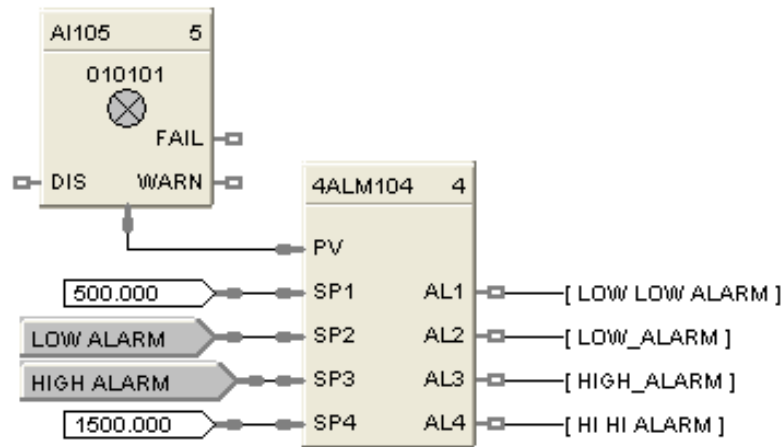 AI105 5
010101
FAIL
DIS WARN
4ALM104 4
PV
500.000 SP1 AL1 [ LOW LOW ALARM ]
LOW ALARM SP2 AL2 [ LOW_ALARM ]
HIGH ALARM SP3 AL3 [ HIGH_ALARM ]
1500.000 SP4 AL4 [ HI HI ALARM ]